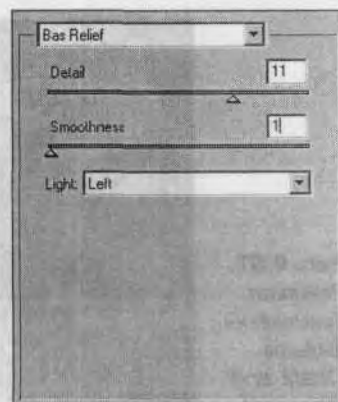 Bas Relief
Detail 11
Smoothness 1
Light: Left